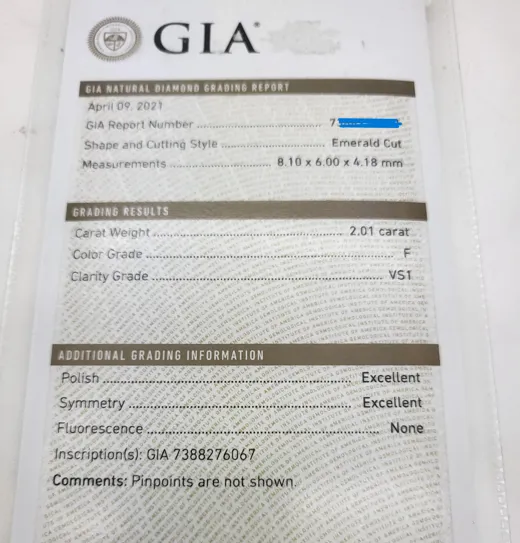 GIA®
GIA NATURAL DIAMOND GRADING REPORT
April 09, 2021
GIA Report Number ........ 7
Shape and Cutting Style ........ Emerald Cut
Measurements ........ 8.10 x 6.00 x 4.18 mm
GRADING RESULTS
Carat Weight ........ 2.01 carat
Color Grade ........ F
Clarity Grade ........ VS1
ADDITIONAL GRADING INFORMATION
Polish ........ Excellent
Symmetry ........ Excellent
Fluorescence ........ None
Inscription(s): GIA 7388276067
Comments: Pinpoints are not shown.